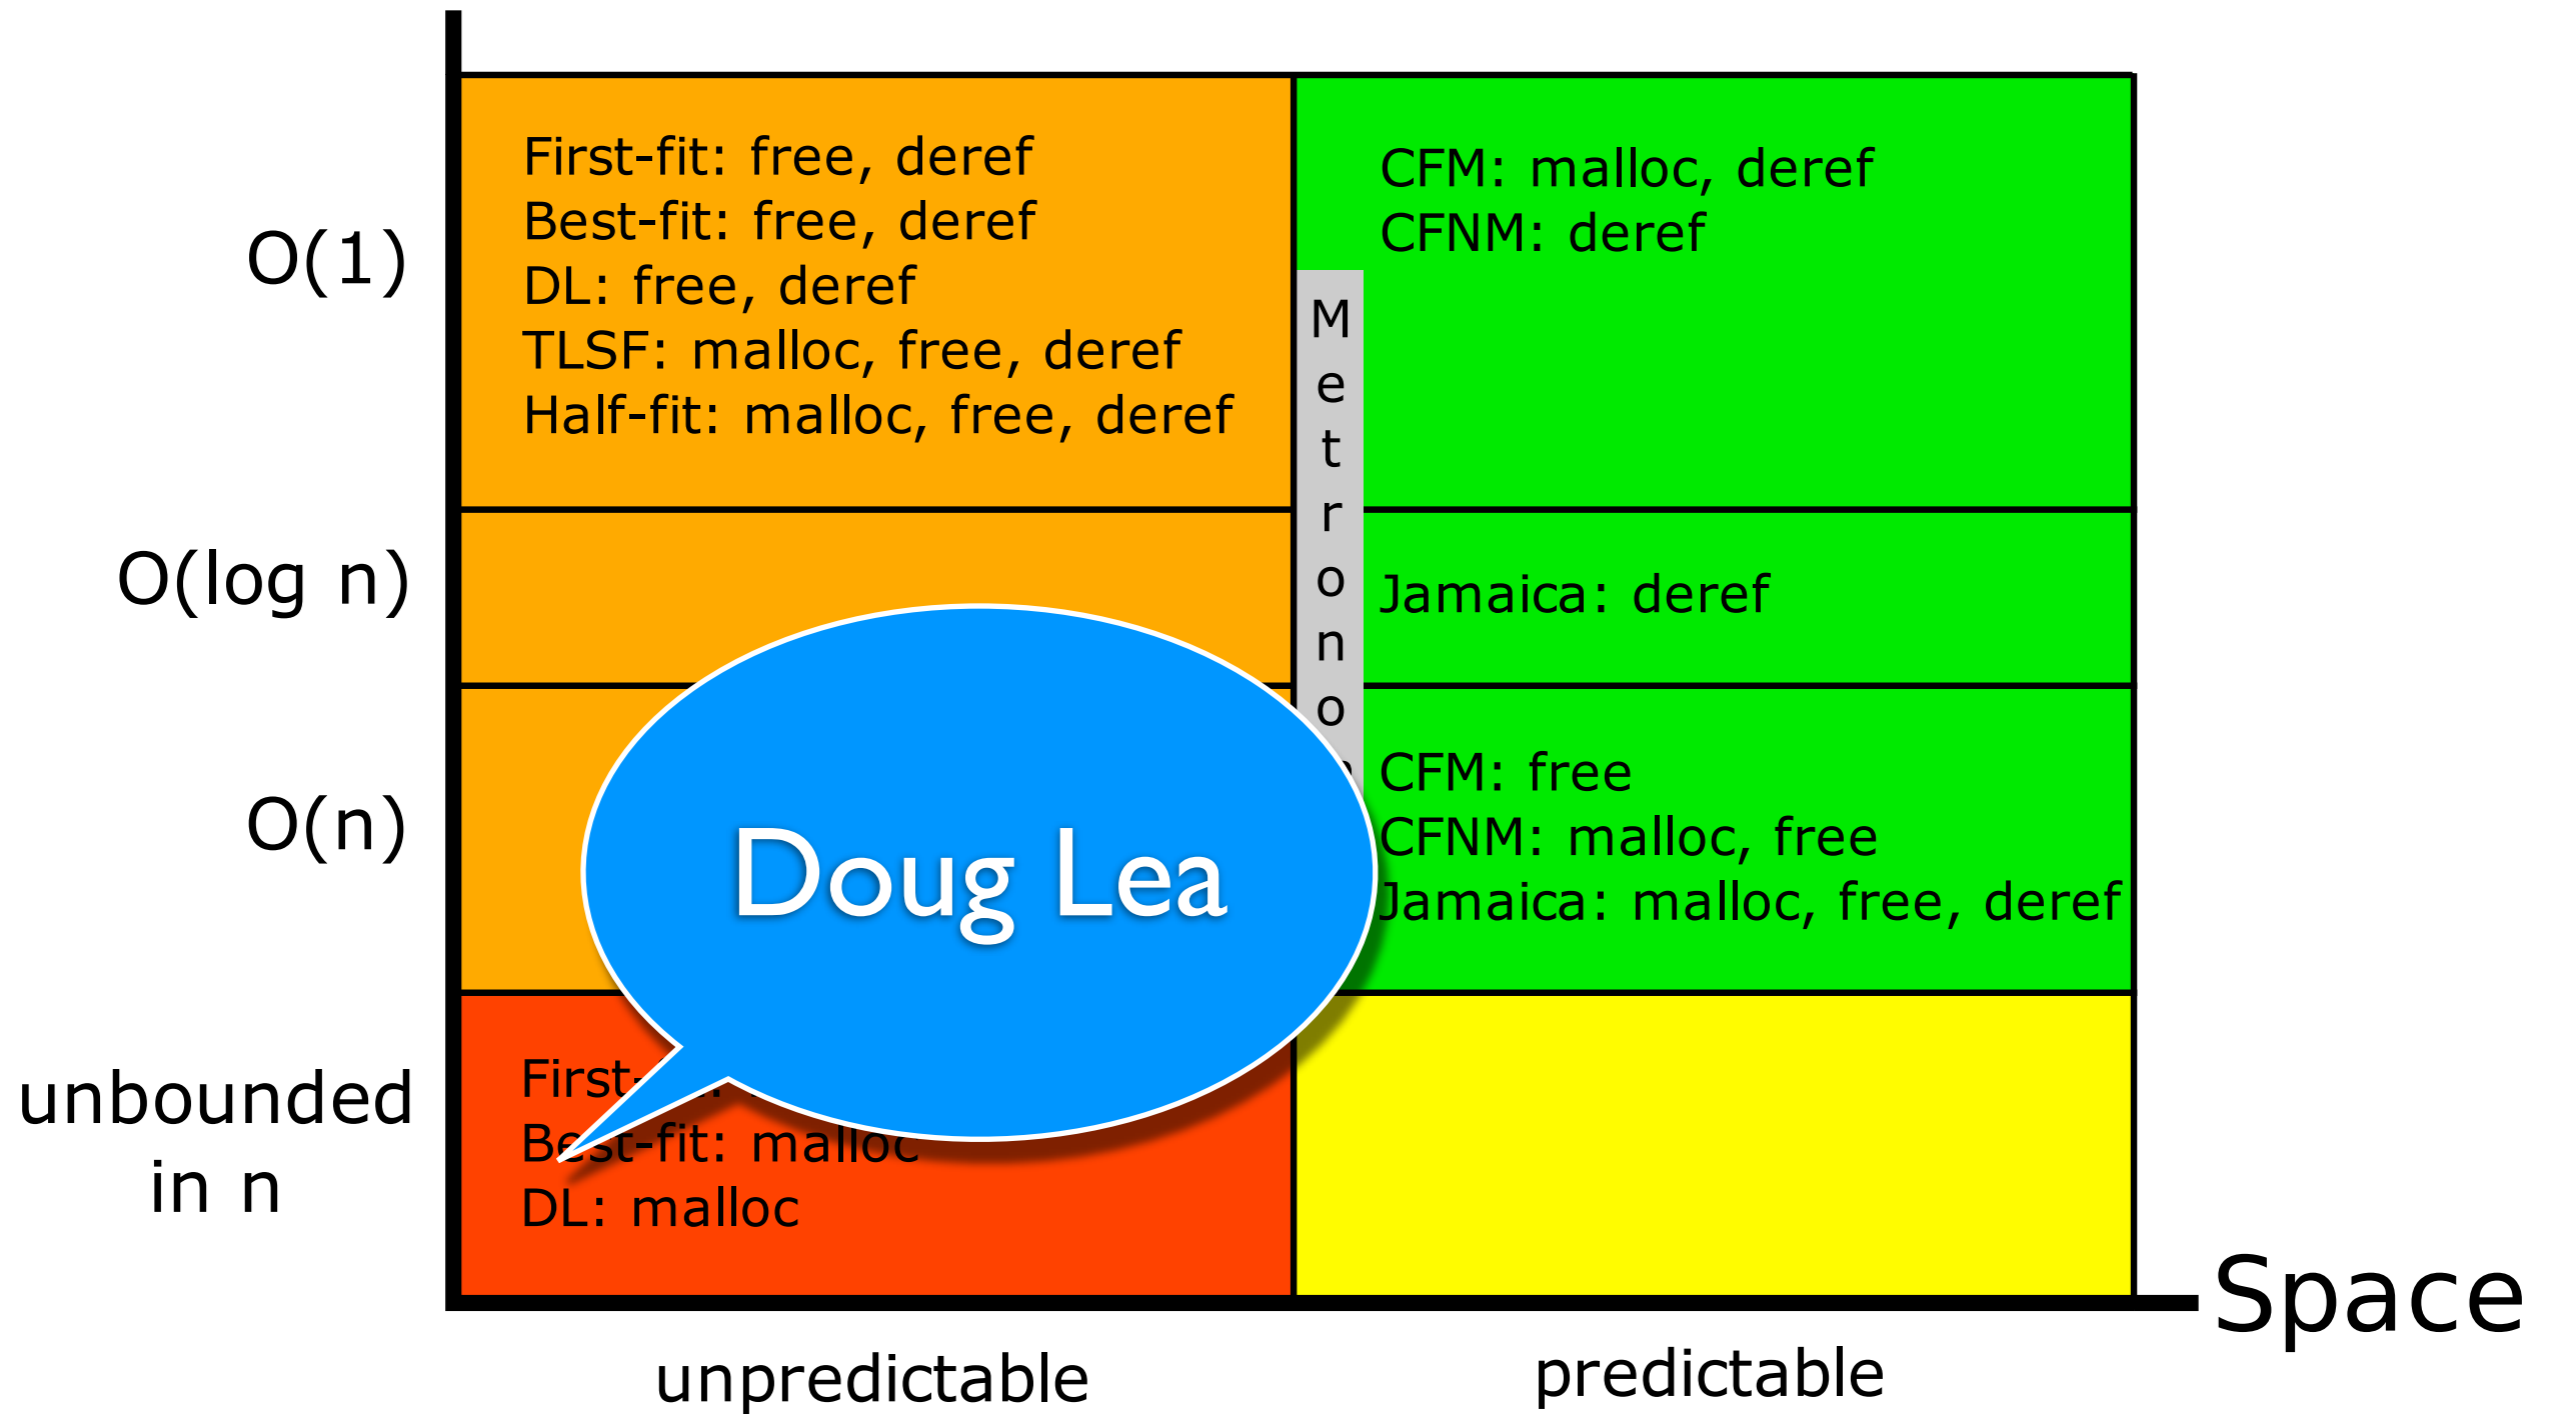 O(1)
First-fit: free, deref
Best-fit: free, deref
DL: free, deref
TLSF: malloc, free, deref
Half-fit: malloc, free, deref
CFM: malloc, deref
CFNM: deref
O(log n)
Jamaica: deref
O(n)
Doug Lea
CFM: free
CFNM: malloc, free
Jamaica: malloc, free, deref
unbounded
in n
Best-fit: malloc
DL: malloc
Space
unpredictable
predictable